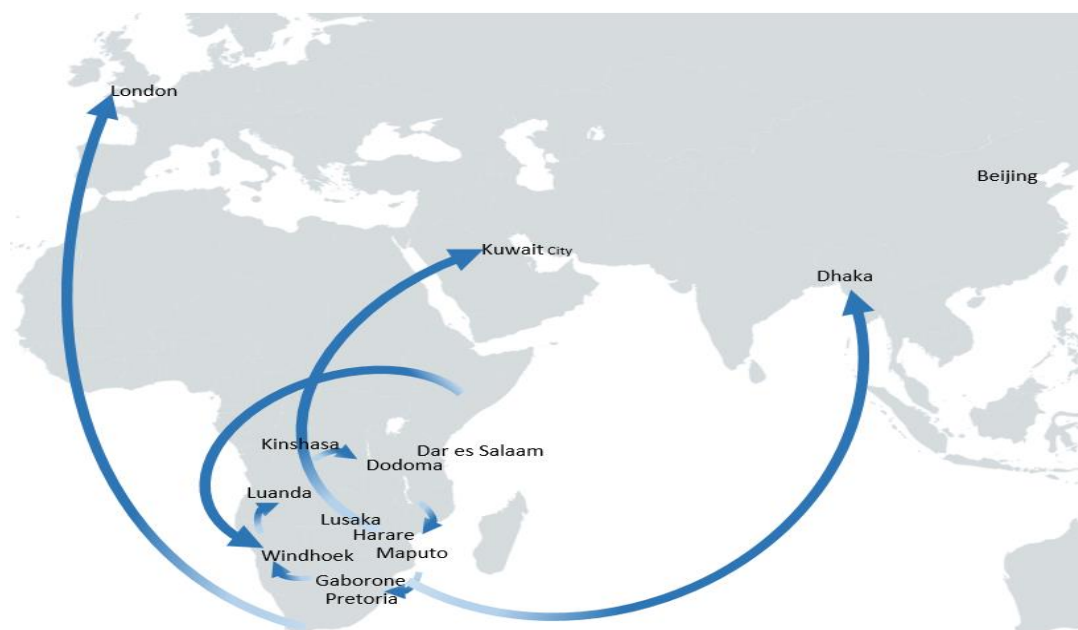 London
Beijing
Kuwait City
Dhaka
Kinshasa
Dar es Salaam
Dodoma
Luanda
Lusaka
Harare
Maputo
Windhoek
Gaborone
Pretoria